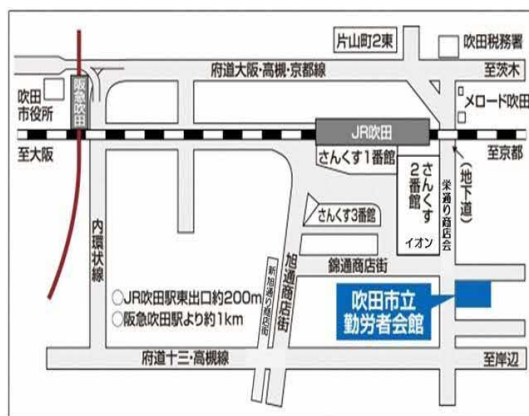 片山町2東
吹田税務署
府道大阪・高槻・京都線
至茨木
吹田
市役所
阪急吹田
メロード吹田
JR吹田
至大阪
至京都
さんくす1番館
さんくす
2番館
イオン
栄通り商店会
(地下道)
さんくす3番館
内環状線
錦通商店街
旭通商店街
新旭通り商店街
○JR吹田駅東出口約200m
○阪急吹田駅より約1km
吹田市立
勤労者会館
府道十三・高槻線
至岸辺